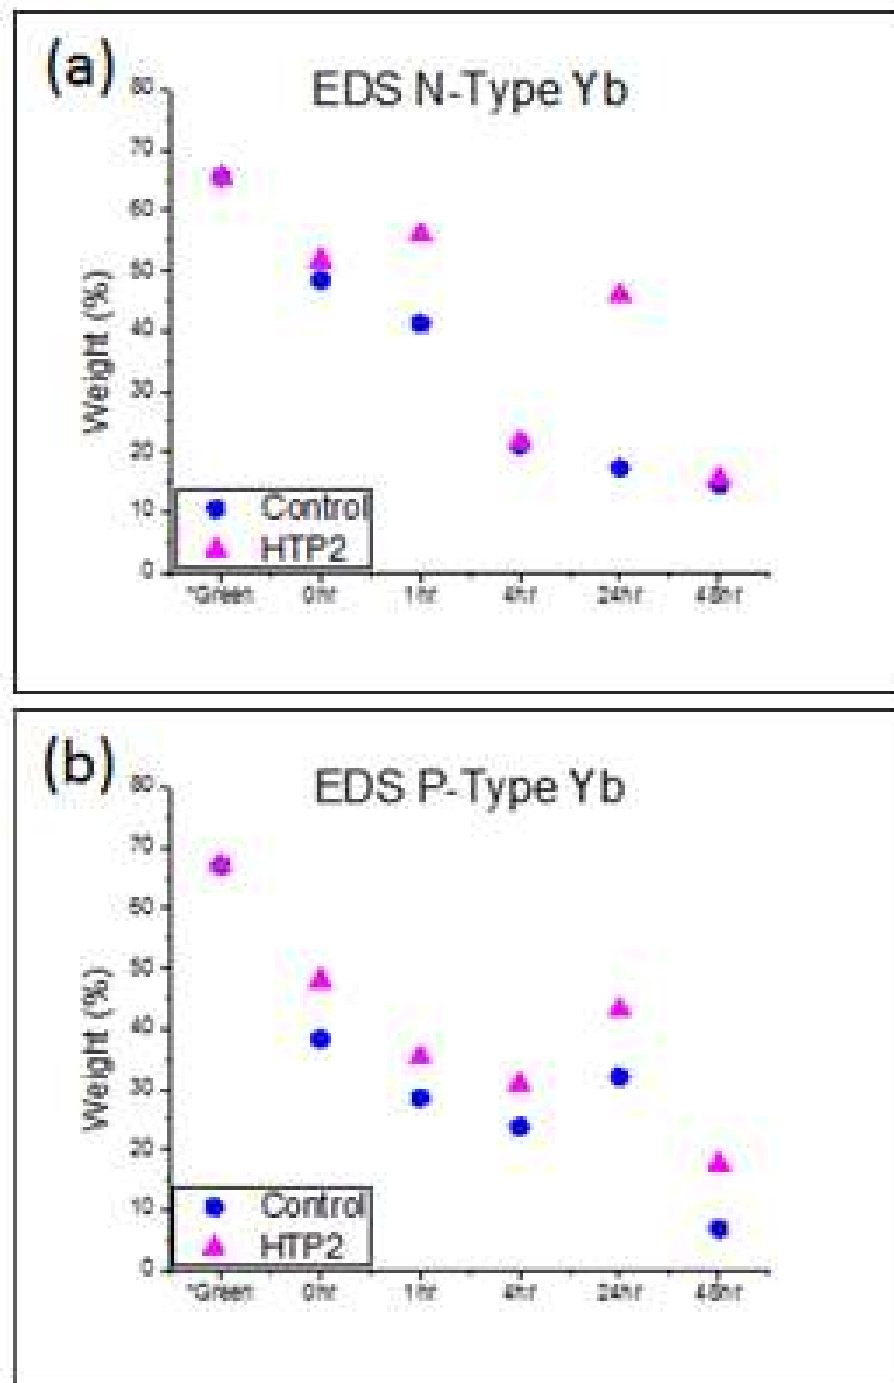 (a)
EDS N-Type Yb
80
70
60
50
40
30
20
10
0
Weight (%)
Control
HTP2
*Green 0hr 1hr 4hr 24hr 48hr
(b)
EDS P-Type Yb
80
70
60
50
40
30
20
10
0
Weight (%)
Control
HTP2
*Green 0hr 1hr 4hr 24hr 48hr